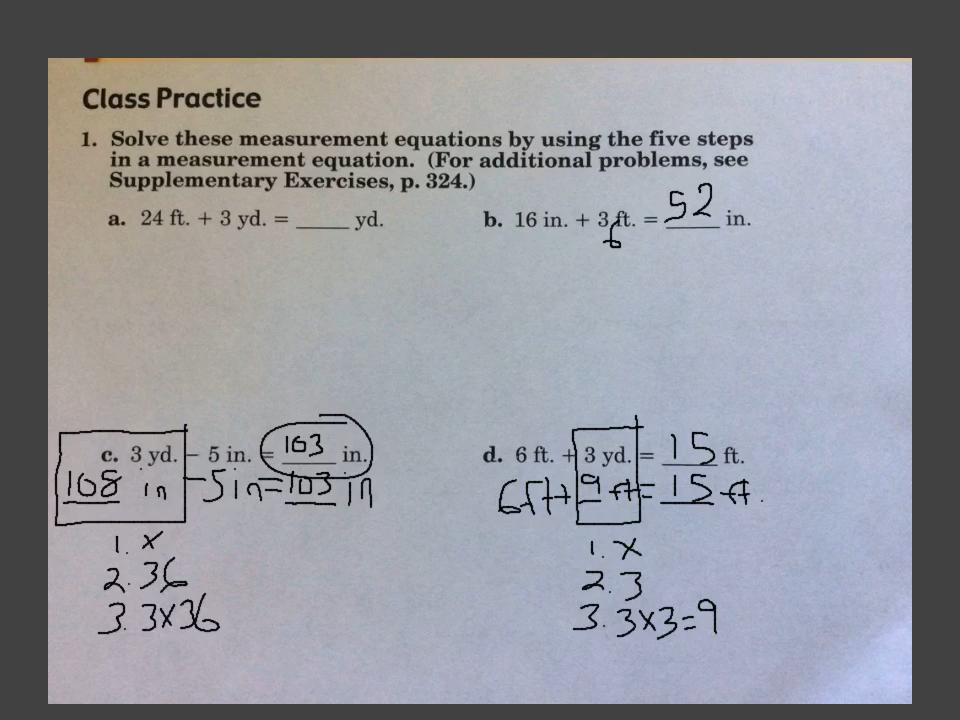 Class Practice
1. Solve these measurement equations by using the five steps
in a measurement equation. (For additional problems, see
Supplementary Exercises, p. 324.)
a. 24 ft. + 3 yd. = ____ yd.
b. 16 in. + 3 ft. = 52 in.
6
c. 3 yd. – 5 in. = 103 in.
108 in -5in=103 in
1. x
2. 36
3. 3x36
d. 6 ft. + 3 yd. = 15 ft.
6ft+ 9 ft= 15 ft.
1. x
2. 3
3. 3x3=9